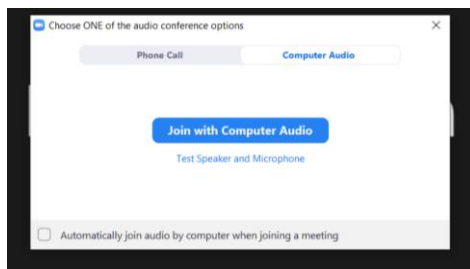 Choose ONE of the audio conference options
Phone Call
Computer Audio
Join with Computer Audio
Test Speaker and Microphone
Automatically join audio by computer when joining a meeting